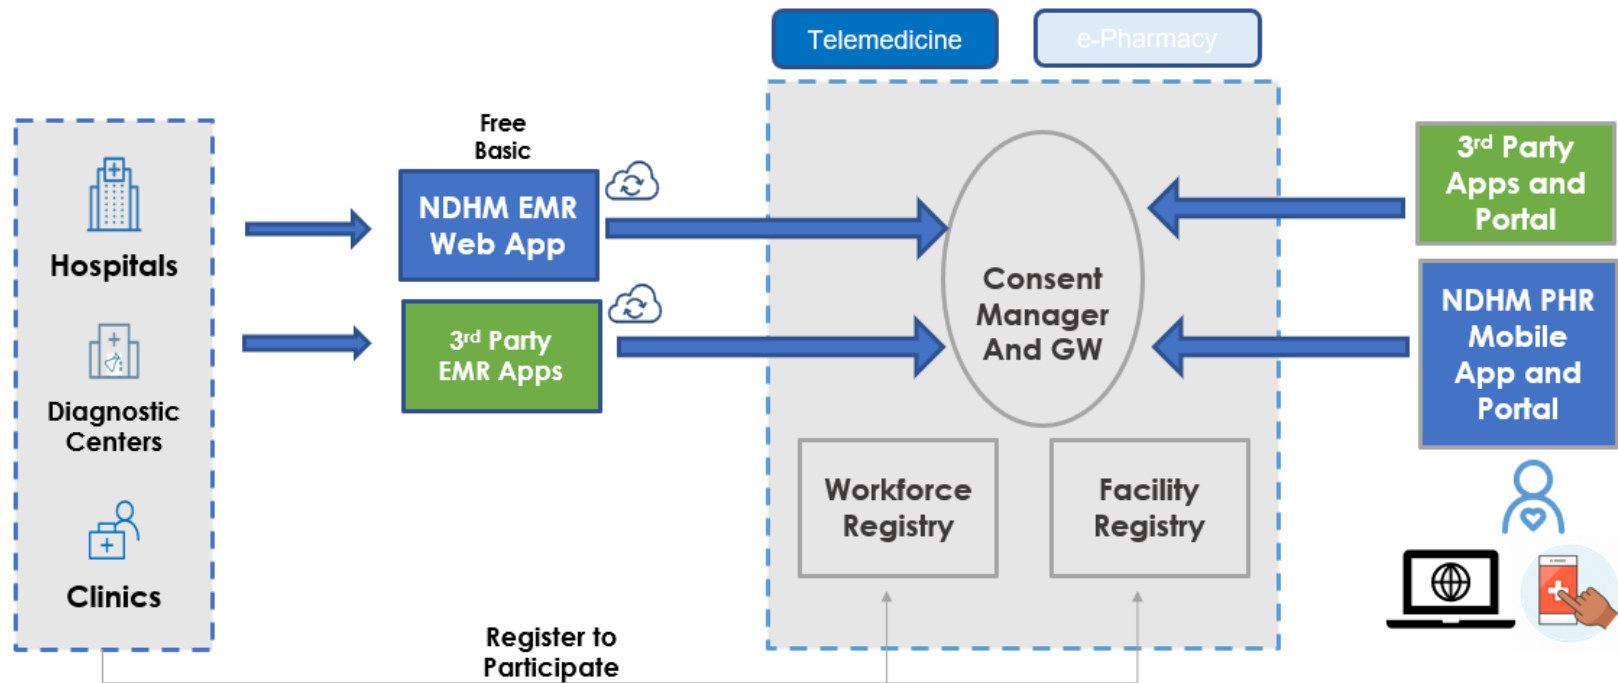 Telemedicine
e-Pharmacy
Hospitals
Diagnostic
Centers
Clinics
Free
Basic
NDHM EMR
Web App
3rd Party
EMR Apps
Consent
Manager
And GW
Workforce
Registry
Facility
Registry
3rd Party
Apps and
Portal
NDHM PHR
Mobile
App and
Portal
Register to
Participate